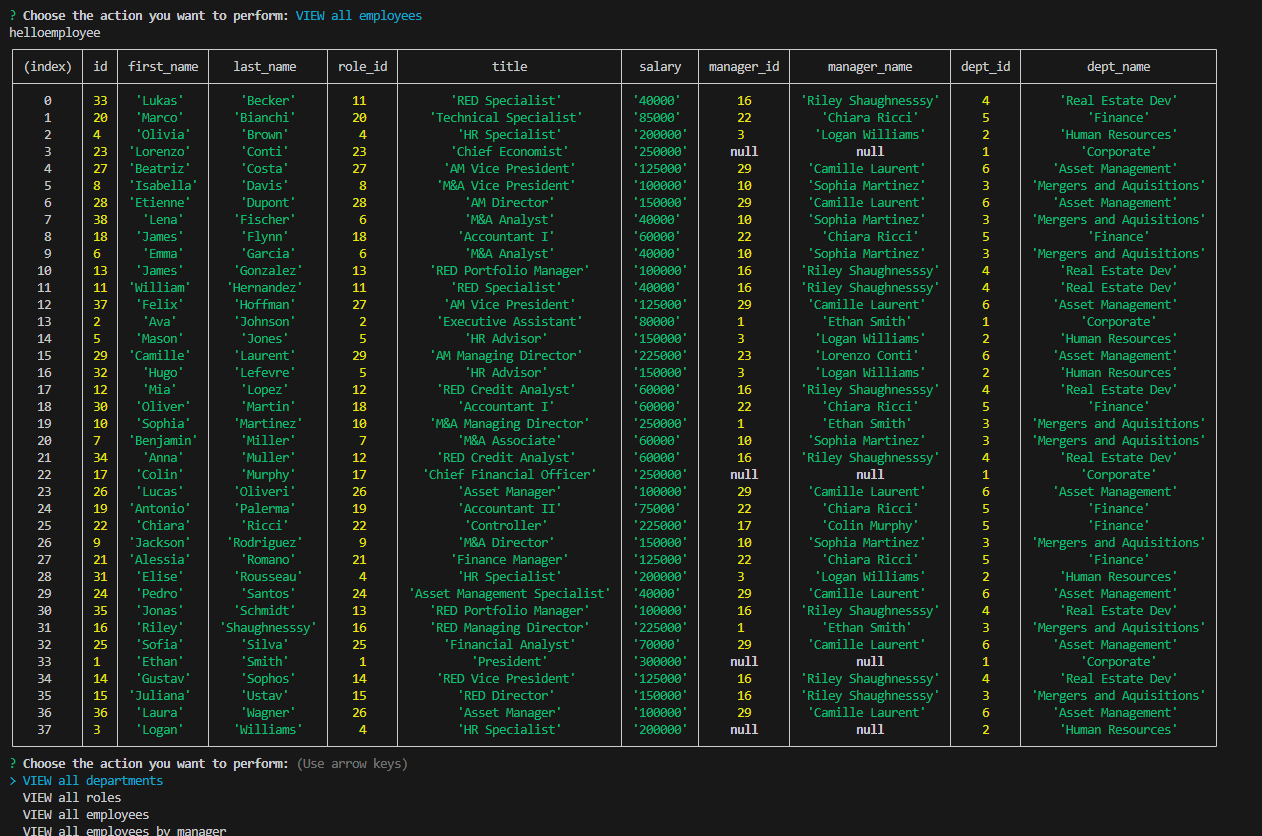 ? Choose the action you want to perform: VIEW all employees
helloemployee
(index) id first_name last_name role_id title salary manager_id manager_name dept_id dept_name
0 33 'Lukas' 'Becker' 11 'RED Specialist' '40000' 16 'Riley Shaughnesssy' 4 'Real Estate Dev'
1 20 'Marco' 'Bianchi' 20 'Technical Specialist' '85000' 22 'Chiara Ricci' 5 'Finance'
2 4 'Olivia' 'Brown' 4 'HR Specialist' '200000' 3 'Logan Williams' 2 'Human Resources'
3 23 'Lorenzo' 'Conti' 23 'Chief Economist' '250000' null null 1 'Corporate'
4 27 'Beatriz' 'Costa' 27 'AM Vice President' '125000' 29 'Camille Laurent' 6 'Asset Management'
5 8 'Isabella' 'Davis' 8 'M&A Vice President' '100000' 10 'Sophia Martinez' 3 'Mergers and Aquisitions'
6 28 'Etienne' 'Dupont' 28 'AM Director' '150000' 29 'Camille Laurent' 6 'Asset Management'
7 38 'Lena' 'Fischer' 6 'M&A Analyst' '40000' 10 'Sophia Martinez' 3 'Mergers and Aquisitions'
8 18 'James' 'Flynn' 18 'Accountant I' '60000' 22 'Chiara Ricci' 5 'Finance'
9 6 'Emma' 'Garcia' 6 'M&A Analyst' '40000' 10 'Sophia Martinez' 3 'Mergers and Aquisitions'
10 13 'James' 'Gonzalez' 13 'RED Portfolio Manager' '100000' 16 'Riley Shaughnesssy' 4 'Real Estate Dev'
11 11 'William' 'Hernandez' 11 'RED Specialist' '40000' 16 'Riley Shaughnesssy' 4 'Real Estate Dev'
12 37 'Felix' 'Hoffman' 27 'AM Vice President' '125000' 29 'Camille Laurent' 6 'Asset Management'
13 2 'Ava' 'Johnson' 2 'Executive Assistant' '80000' 1 'Ethan Smith' 1 'Corporate'
14 5 'Mason' 'Jones' 5 'HR Advisor' '150000' 3 'Logan Williams' 2 'Human Resources'
15 29 'Camille' 'Laurent' 29 'AM Managing Director' '225000' 23 'Lorenzo Conti' 6 'Asset Management'
16 32 'Hugo' 'Lefevre' 5 'HR Advisor' '150000' 3 'Logan Williams' 2 'Human Resources'
17 12 'Mia' 'Lopez' 12 'RED Credit Analyst' '60000' 16 'Riley Shaughnesssy' 4 'Real Estate Dev'
18 30 'Oliver' 'Martin' 18 'Accountant I' '60000' 22 'Chiara Ricci' 5 'Finance'
19 10 'Sophia' 'Martinez' 10 'M&A Managing Director' '250000' 1 'Ethan Smith' 3 'Mergers and Aquisitions'
20 7 'Benjamin' 'Miller' 7 'M&A Associate' '60000' 10 'Sophia Martinez' 3 'Mergers and Aquisitions'
21 34 'Anna' 'Muller' 12 'RED Credit Analyst' '60000' 16 'Riley Shaughnesssy' 4 'Real Estate Dev'
22 17 'Colin' 'Murphy' 17 'Chief Financial Officer' '250000' null null 1 'Corporate'
23 26 'Lucas' 'Oliveri' 26 'Asset Manager' '100000' 29 'Camille Laurent' 6 'Asset Management'
24 19 'Antonio' 'Palerma' 19 'Accountant II' '75000' 22 'Chiara Ricci' 5 'Finance'
25 22 'Chiara' 'Ricci' 22 'Controller' '225000' 17 'Colin Murphy' 5 'Finance'
26 9 'Jackson' 'Rodriguez' 9 'M&A Director' '150000' 10 'Sophia Martinez' 3 'Mergers and Aquisitions'
27 21 'Alessia' 'Romano' 21 'Finance Manager' '125000' 22 'Chiara Ricci' 5 'Finance'
28 31 'Elise' 'Rousseau' 4 'HR Specialist' '200000' 3 'Logan Williams' 2 'Human Resources'
29 24 'Pedro' 'Santos' 24 'Asset Management Specialist' '40000' 29 'Camille Laurent' 6 'Asset Management'
30 35 'Jonas' 'Schmidt' 13 'RED Portfolio Manager' '100000' 16 'Riley Shaughnesssy' 4 'Real Estate Dev'
31 16 'Riley' 'Shaughnesssy' 16 'RED Managing Director' '225000' 1 'Ethan Smith' 3 'Mergers and Aquisitions'
32 25 'Sofia' 'Silva' 25 'Financial Analyst' '70000' 29 'Camille Laurent' 6 'Asset Management'
33 1 'Ethan' 'Smith' 1 'President' '300000' null null 1 'Corporate'
34 14 'Gustav' 'Sophos' 14 'RED Vice President' '125000' 16 'Riley Shaughnesssy' 4 'Real Estate Dev'
35 15 'Juliana' 'Ustav' 15 'RED Director' '150000' 16 'Riley Shaughnesssy' 3 'Mergers and Aquisitions'
36 36 'Laura' 'Wagner' 26 'Asset Manager' '100000' 29 'Camille Laurent' 6 'Asset Management'
37 3 'Logan' 'Williams' 4 'HR Specialist' '200000' null null 2 'Human Resources'
? Choose the action you want to perform: (Use arrow keys)
> VIEW all departments
VIEW all roles
VIEW all employees
VIEW all employees by manager